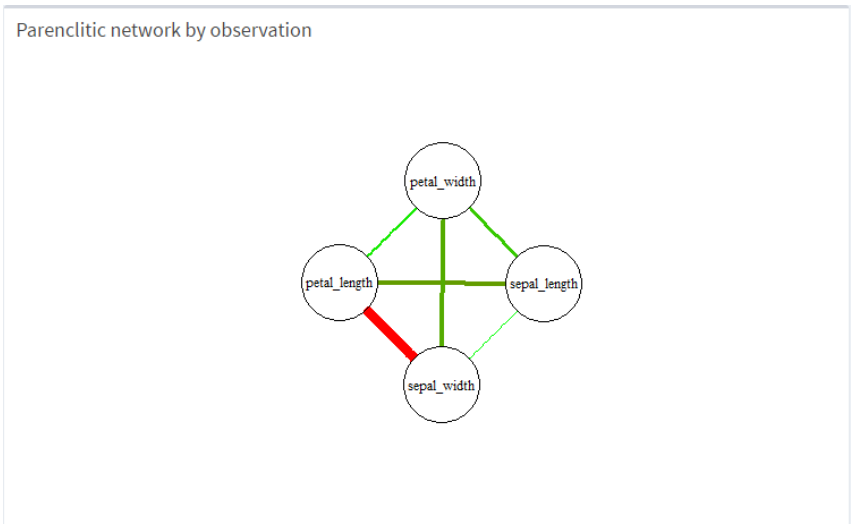 Parenclitic network by observation
petal_width
petal_length
sepal_length
sepal_width